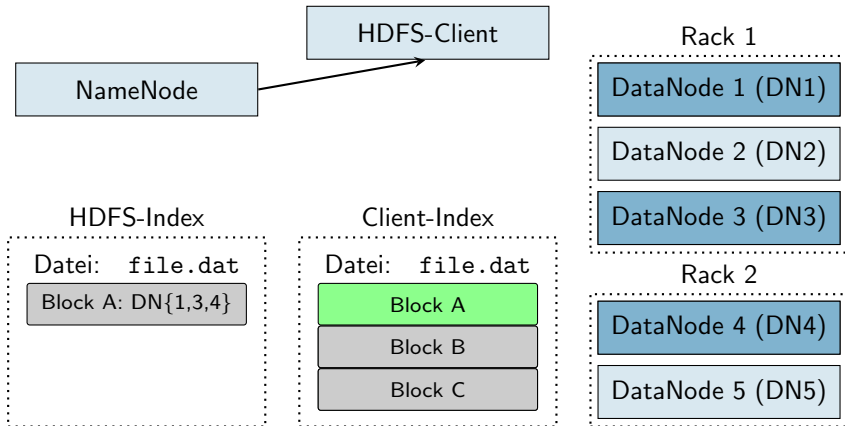 HDFS-Client
NameNode
Rack 1
DataNode 1 (DN1)
DataNode 2 (DN2)
DataNode 3 (DN3)
Rack 2
DataNode 4 (DN4)
DataNode 5 (DN5)
HDFS-Index
Datei: file.dat
Block A: DN{1,3,4}
Client-Index
Datei: file.dat
Block A
Block B
Block C